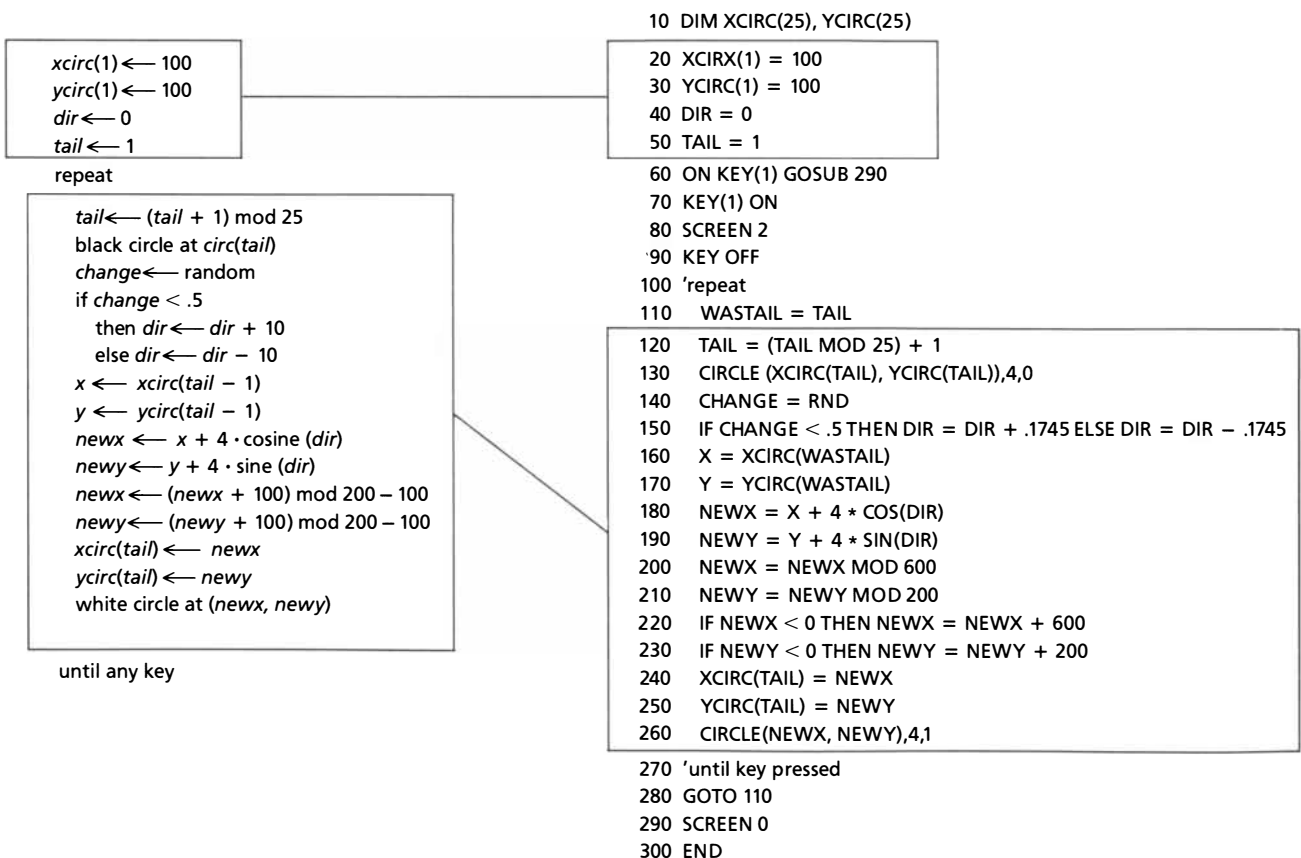 xcirc(1) ← 100
ycirc(1) ← 100
dir ← 0
tail ← 1
repeat
tail ← (tail + 1) mod 25
black circle at circ(tail)
change ← random
if change < .5
then dir ← dir + 10
else dir ← dir – 10
x ← xcirc(tail – 1)
y ← ycirc(tail – 1)
newx ← x + 4 · cosine (dir)
newy ← y + 4 · sine (dir)
newx ← (newx + 100) mod 200 – 100
newy ← (newy + 100) mod 200 – 100
xcirc(tail) ← newx
ycirc(tail) ← newy
white circle at (newx, newy)
until any key
10 DIM XCIRC(25), YCIRC(25)
20 XCIRX(1) = 100
30 YCIRC(1) = 100
40 DIR = 0
50 TAIL = 1
60 ON KEY(1) GOSUB 290
70 KEY(1) ON
80 SCREEN 2
90 KEY OFF
100 'repeat
110 WASTAIL = TAIL
120 TAIL = (TAIL MOD 25) + 1
130 CIRCLE (XCIRC(TAIL), YCIRC(TAIL)),4,0
140 CHANGE = RND
150 IF CHANGE < .5 THEN DIR = DIR + .1745 ELSE DIR = DIR – .1745
160 X = XCIRC(WASTAIL)
170 Y = YCIRC(WASTAIL)
180 NEWX = X + 4 * COS(DIR)
190 NEWY = Y + 4 * SIN(DIR)
200 NEWX = NEWX MOD 600
210 NEWY = NEWY MOD 200
220 IF NEWX < 0 THEN NEWX = NEWX + 600
230 IF NEWY < 0 THEN NEWY = NEWY + 200
240 XCIRC(TAIL) = NEWX
250 YCIRC(TAIL) = NEWY
260 CIRCLE(NEWX, NEWY),4,1
270 'until key pressed
280 GOTO 110
290 SCREEN 0
300 END